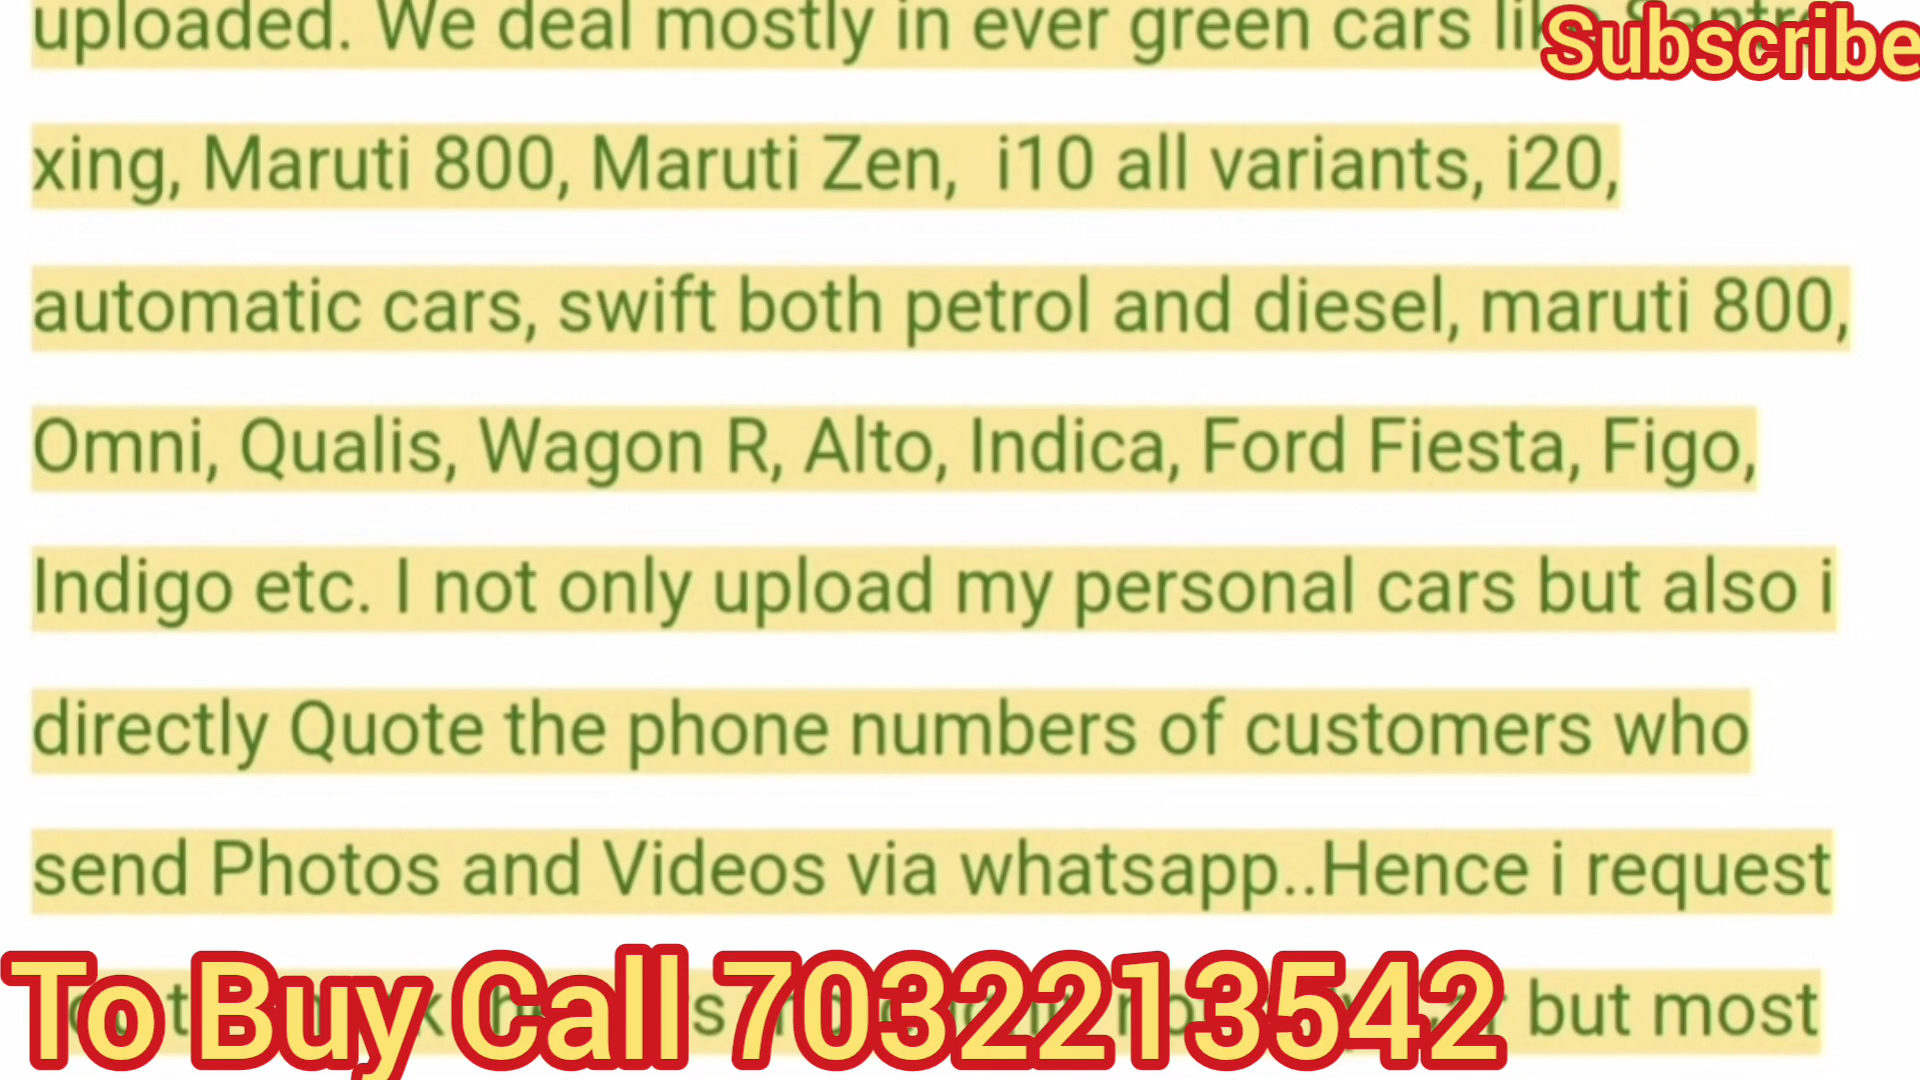 uploaded. We deal mostly in ever green cars
Subscribe
xing, Maruti 800, Maruti Zen, i10 all variants, i20,
automatic cars, swift both petrol and diesel, maruti 800,
Omni, Qualis, Wagon R, Alto, Indica, Ford Fiesta, Figo,
Indigo etc. I not only upload my personal cars but also i
directly Quote the phone numbers of customers who
send Photos and Videos via whatsapp..Hence i request
but most
To Buy Call 7032213542